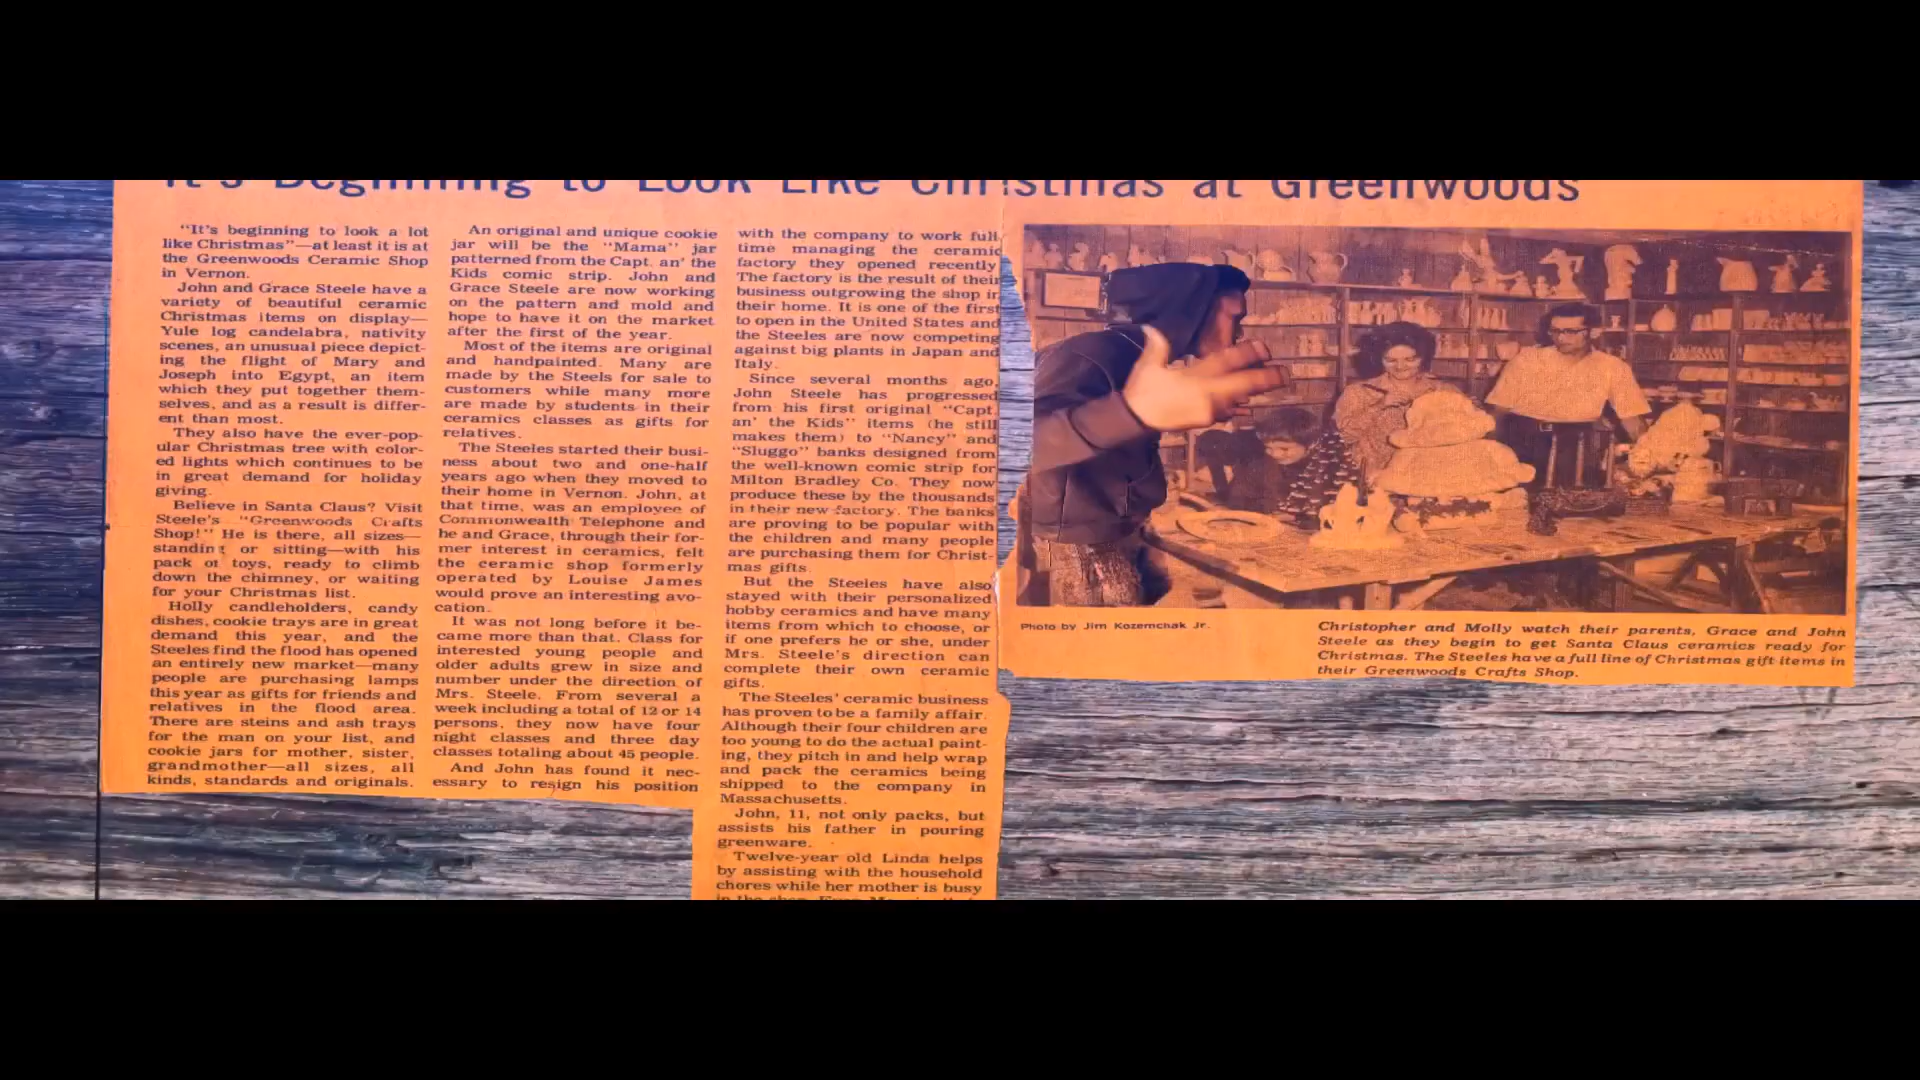 It's Beginning to Look Like Christmas at Greenwoods
"It's beginning to look a lot
like Christmas"—at least it is at
the Greenwoods Ceramic Shop
in Vernon.
John and Grace Steele have a
variety of beautiful ceramic
Christmas items on display—
Yule log candelabra, nativity
scenes, an unusual piece depict-
ing the flight of Mary and
Joseph into Egypt, an item
which they put together them-
selves, and as a result is differ-
ent than most.
They also have the ever-pop-
ular Christmas tree with color-
ed lights which continues to be
in great demand for holiday
giving.
Believe in Santa Claus? Visit
Steele's "Greenwoods Crafts
Shop!" He is there, all sizes—
standing or sitting—with his
pack of toys, ready to climb
down the chimney, or waiting
for your Christmas list.
Holly candleholders, candy
dishes, cookie trays are in great
demand this year, and the
Steeles find the flood has opened
an entirely new market—many
people are purchasing lamps
this year as gifts for friends and
relatives in the flood area.
There are steins and ash trays
for the man on your list, and
cookie jars for mother, sister,
grandmother—all sizes, all
kinds, standards and originals.
An original and unique cookie
jar will be the "Mama" jar
patterned from the Capt. an' the
Kids comic strip. John and
Grace Steele are now working
on the pattern and mold and
hope to have it on the market
after the first of the year.
Most of the items are original
and handpainted. Many are
made by the Steels for sale to
customers while many more
are made by students in their
ceramics classes as gifts for
relatives.
The Steeles started their busi-
ness about two and one-half
years ago when they moved to
their home in Vernon. John, at
that time, was an employee of
Commonwealth Telephone and
he and Grace, through their for-
mer interest in ceramics, felt
the ceramic shop formerly
operated by Louise James
would prove an interesting avo-
cation.
It was not long before it be-
came more than that. Class for
interested young people and
older adults grew in size and
number under the direction of
Mrs. Steele. From several a
week including a total of 12 or 14
persons, they now have four
night classes and three day
classes totaling about 45 people.
And John has found it nec-
essary to resign his position
with the company to work full
time managing the ceramic
factory they opened recently
The factory is the result of their
business outgrowing the shop in
their home. It is one of the first
to open in the United States and
the Steeles are now competing
against big plants in Japan and
Italy.
Since several months ago,
John Steele has progressed
from his first original "Capt.
an' the Kids" items (he still
makes them) to "Nancy" and
"Sluggo" banks designed from
the well-known comic strip for
Milton Bradley Co. They now
produce these by the thousands
in their new factory. The banks
are proving to be popular with
the children and many people
are purchasing them for Christ-
mas gifts.
But the Steeles have also
stayed with their personalized
hobby ceramics and have many
items from which to choose, or
if one prefers he or she, under
Mrs. Steele's direction can
complete their own ceramic
gifts.
The Steeles' ceramic business
has proven to be a family affair.
Although their four children are
too young to do the actual paint-
ing, they pitch in and help wrap
and pack the ceramics being
shipped to the company in
Massachusetts.
John, 11, not only packs, but
assists his father in pouring
greenware.
Twelve-year old Linda helps
by assisting with the household
chores while her mother is busy
in the shop.
Photo by Jim Kozemchak Jr.
Christopher and Molly watch their parents, Grace and John
Steele as they begin to get Santa Claus ceramics ready for
Christmas. The Steeles have a full line of Christmas gift items in
their Greenwoods Crafts Shop.